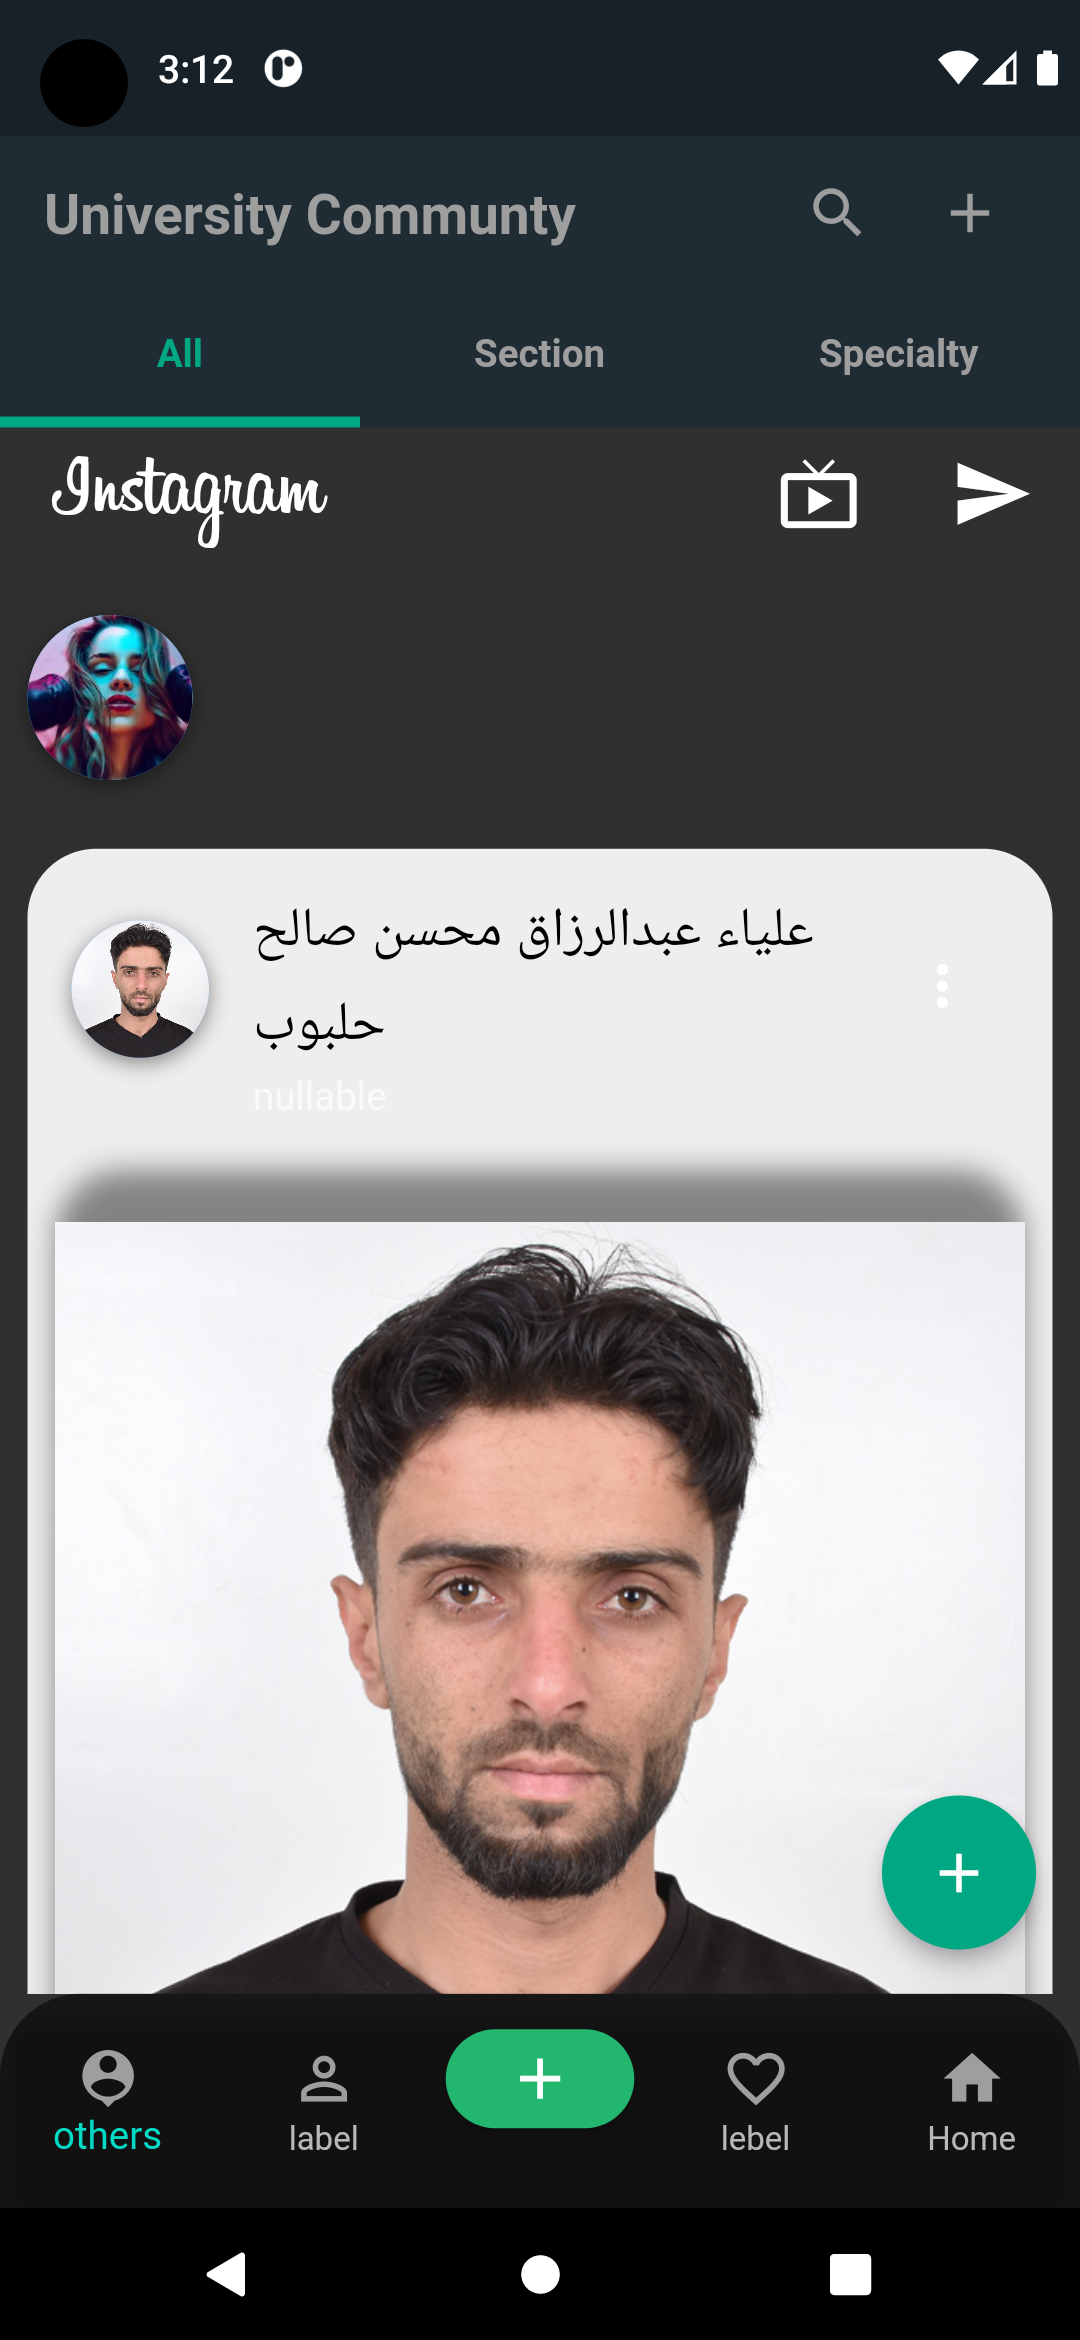 3:12
University Communty
All
Section
Specialty
Instagram
علياء عبدالرزاق محسن صالح
حلبوب
nullable
others
label
lebel
Home